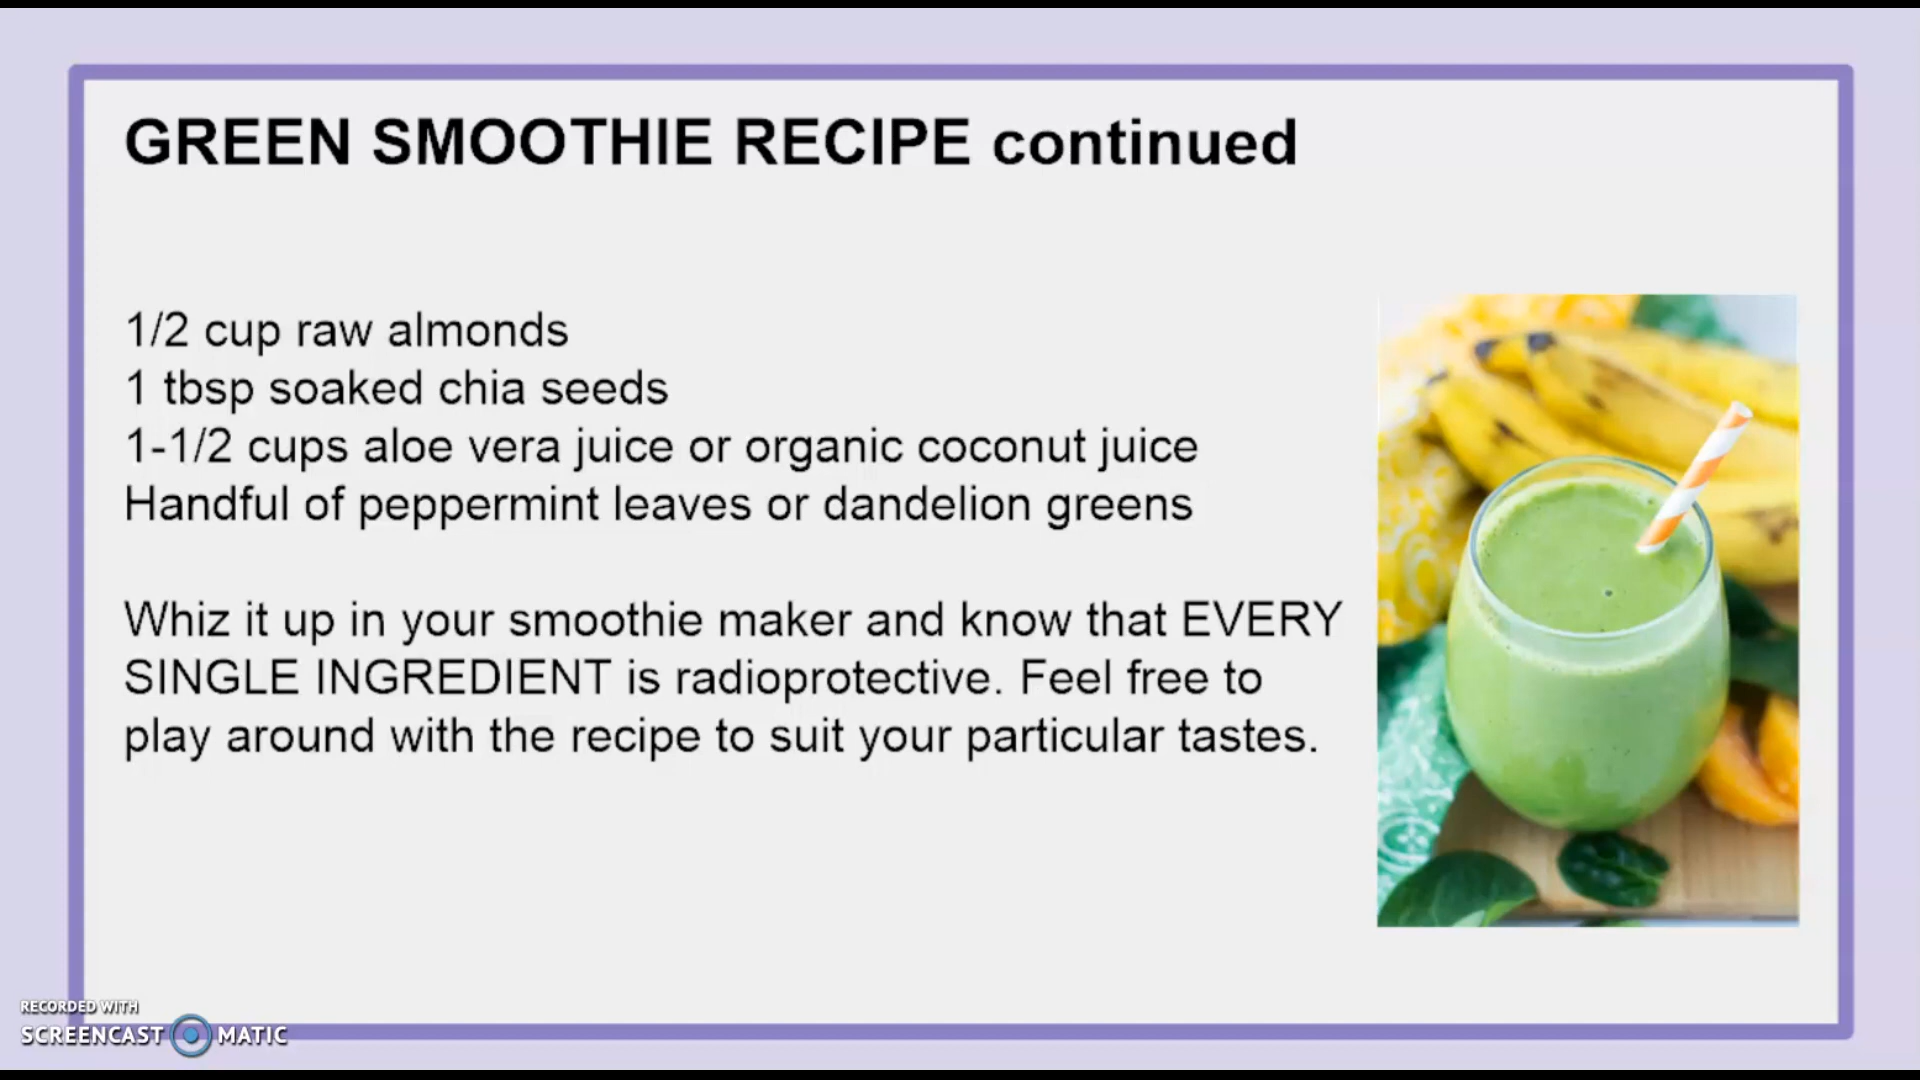 GREEN SMOOTHIE RECIPE continued
1/2 cup raw almonds
1 tbsp soaked chia seeds
1-1/2 cups aloe vera juice or organic coconut juice
Handful of peppermint leaves or dandelion greens
Whiz it up in your smoothie maker and know that EVERY
SINGLE INGREDIENT is radioprotective. Feel free to
play around with the recipe to suit your particular tastes.
RECORDED WITH
SCREENCAST MATIC